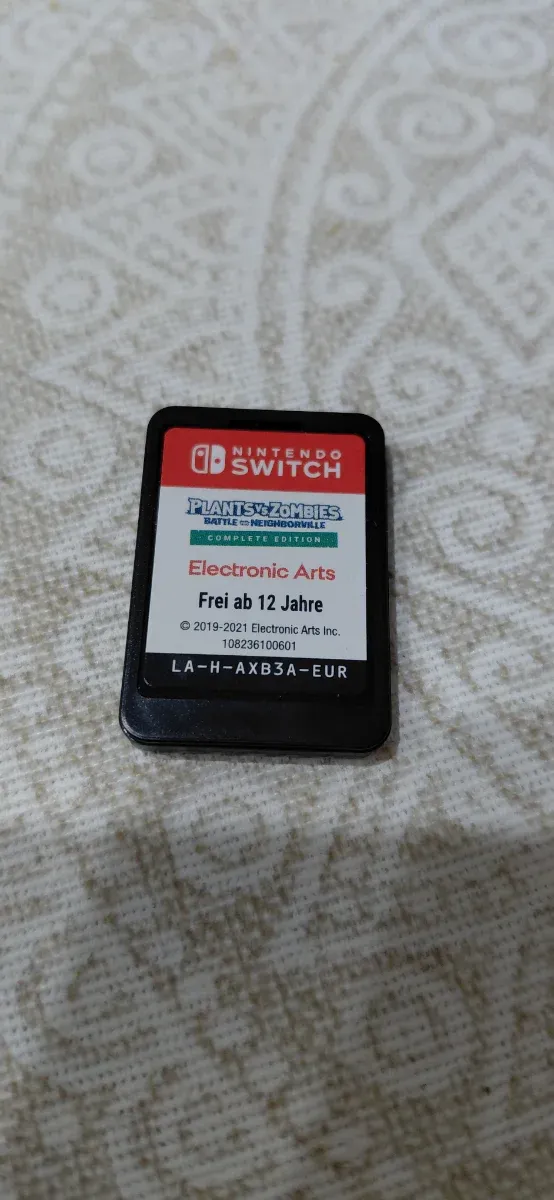 NINTENDO
SWITCH
PLANTS VS. ZOMBIES
BATTLE FOR NEIGHBORVILLE
COMPLETE EDITION
Electronic Arts
Frei ab 12 Jahre
© 2019-2021 Electronic Arts Inc.
108236100601
LA-H-AXB3A-EUR